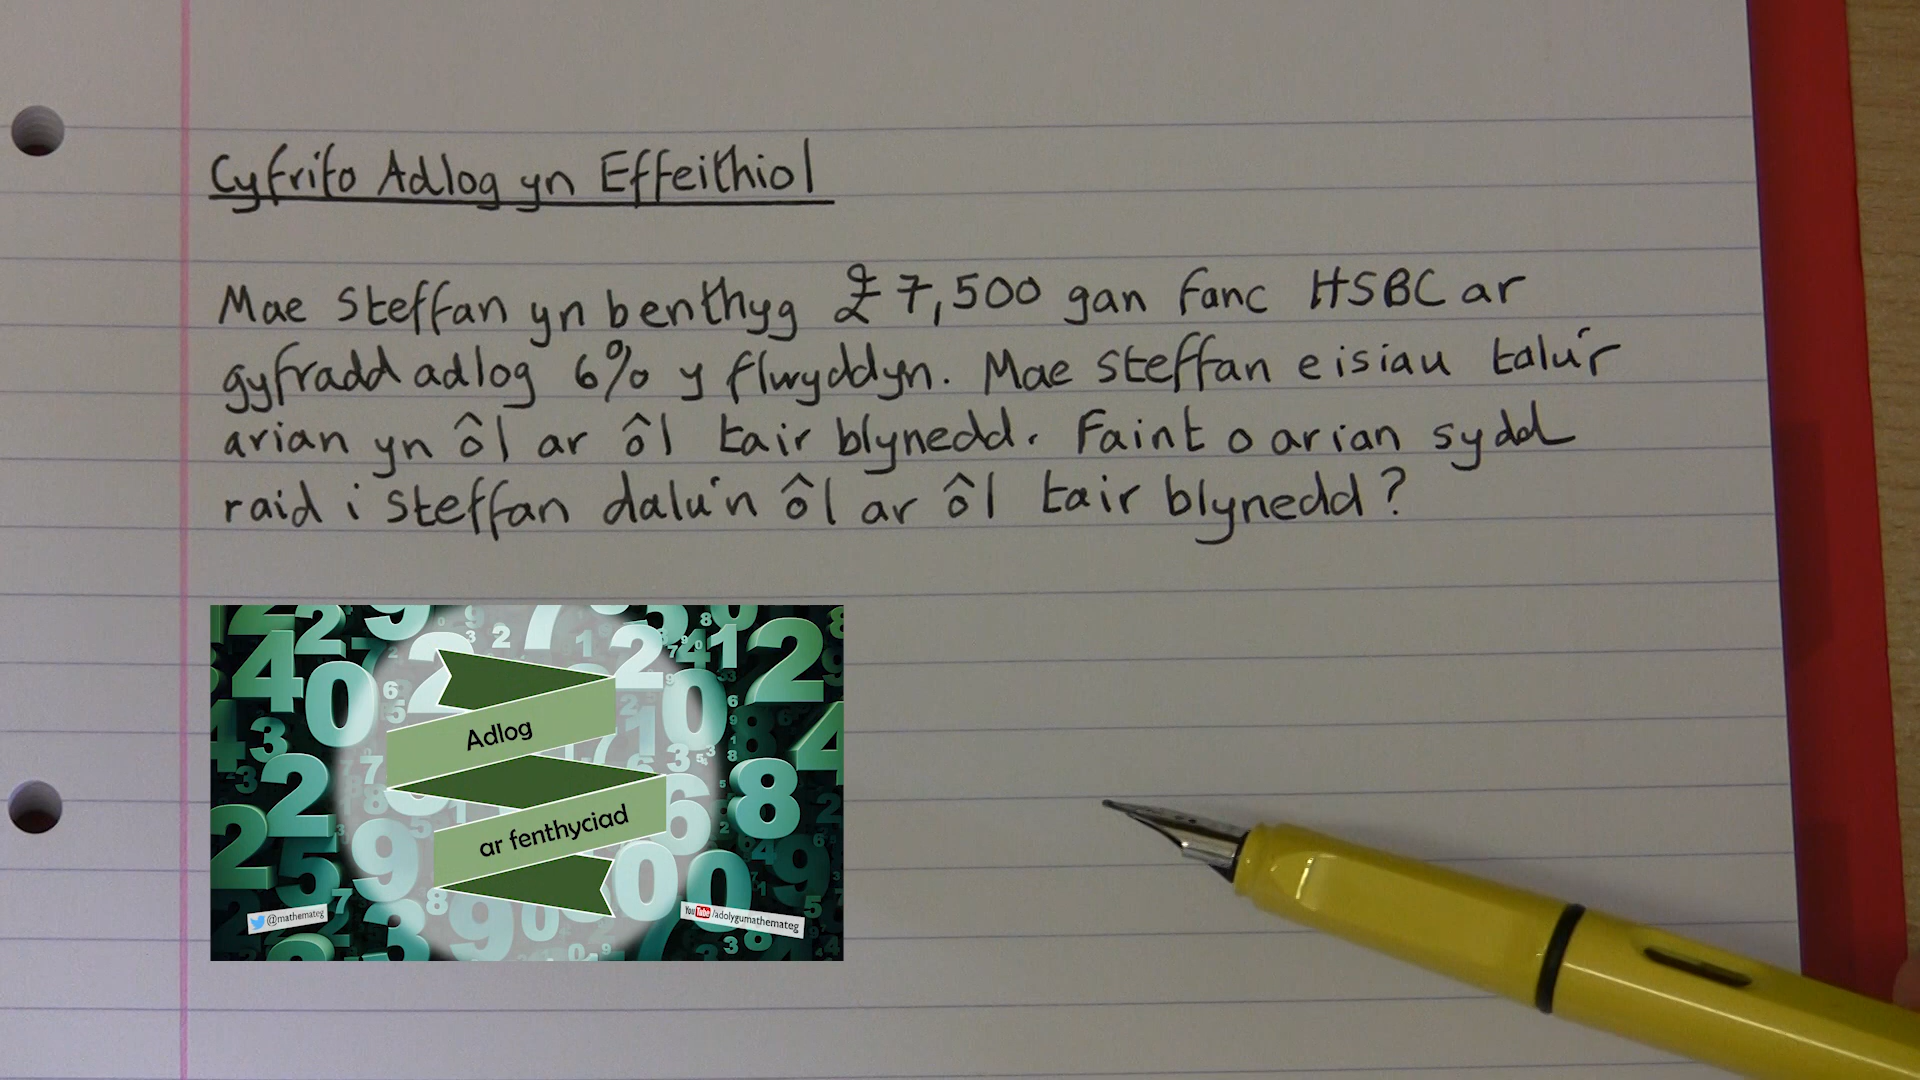 Cyfrifo Adlog yn Effeithiol
Mae Steffan yn benthyg £7,500 gan fanc HSBC ar
gyfradd adlog 6% y flwyddyn. Mae Steffan eisiau talu'r
arian yn ôl ar ôl tair blynedd. Faint o arian sydd
raid i Steffan dalu'n ôl ar ôl tair blynedd?
Adlog
ar fenthyciad
@mathemateg
YouTube /adolygumathemateg